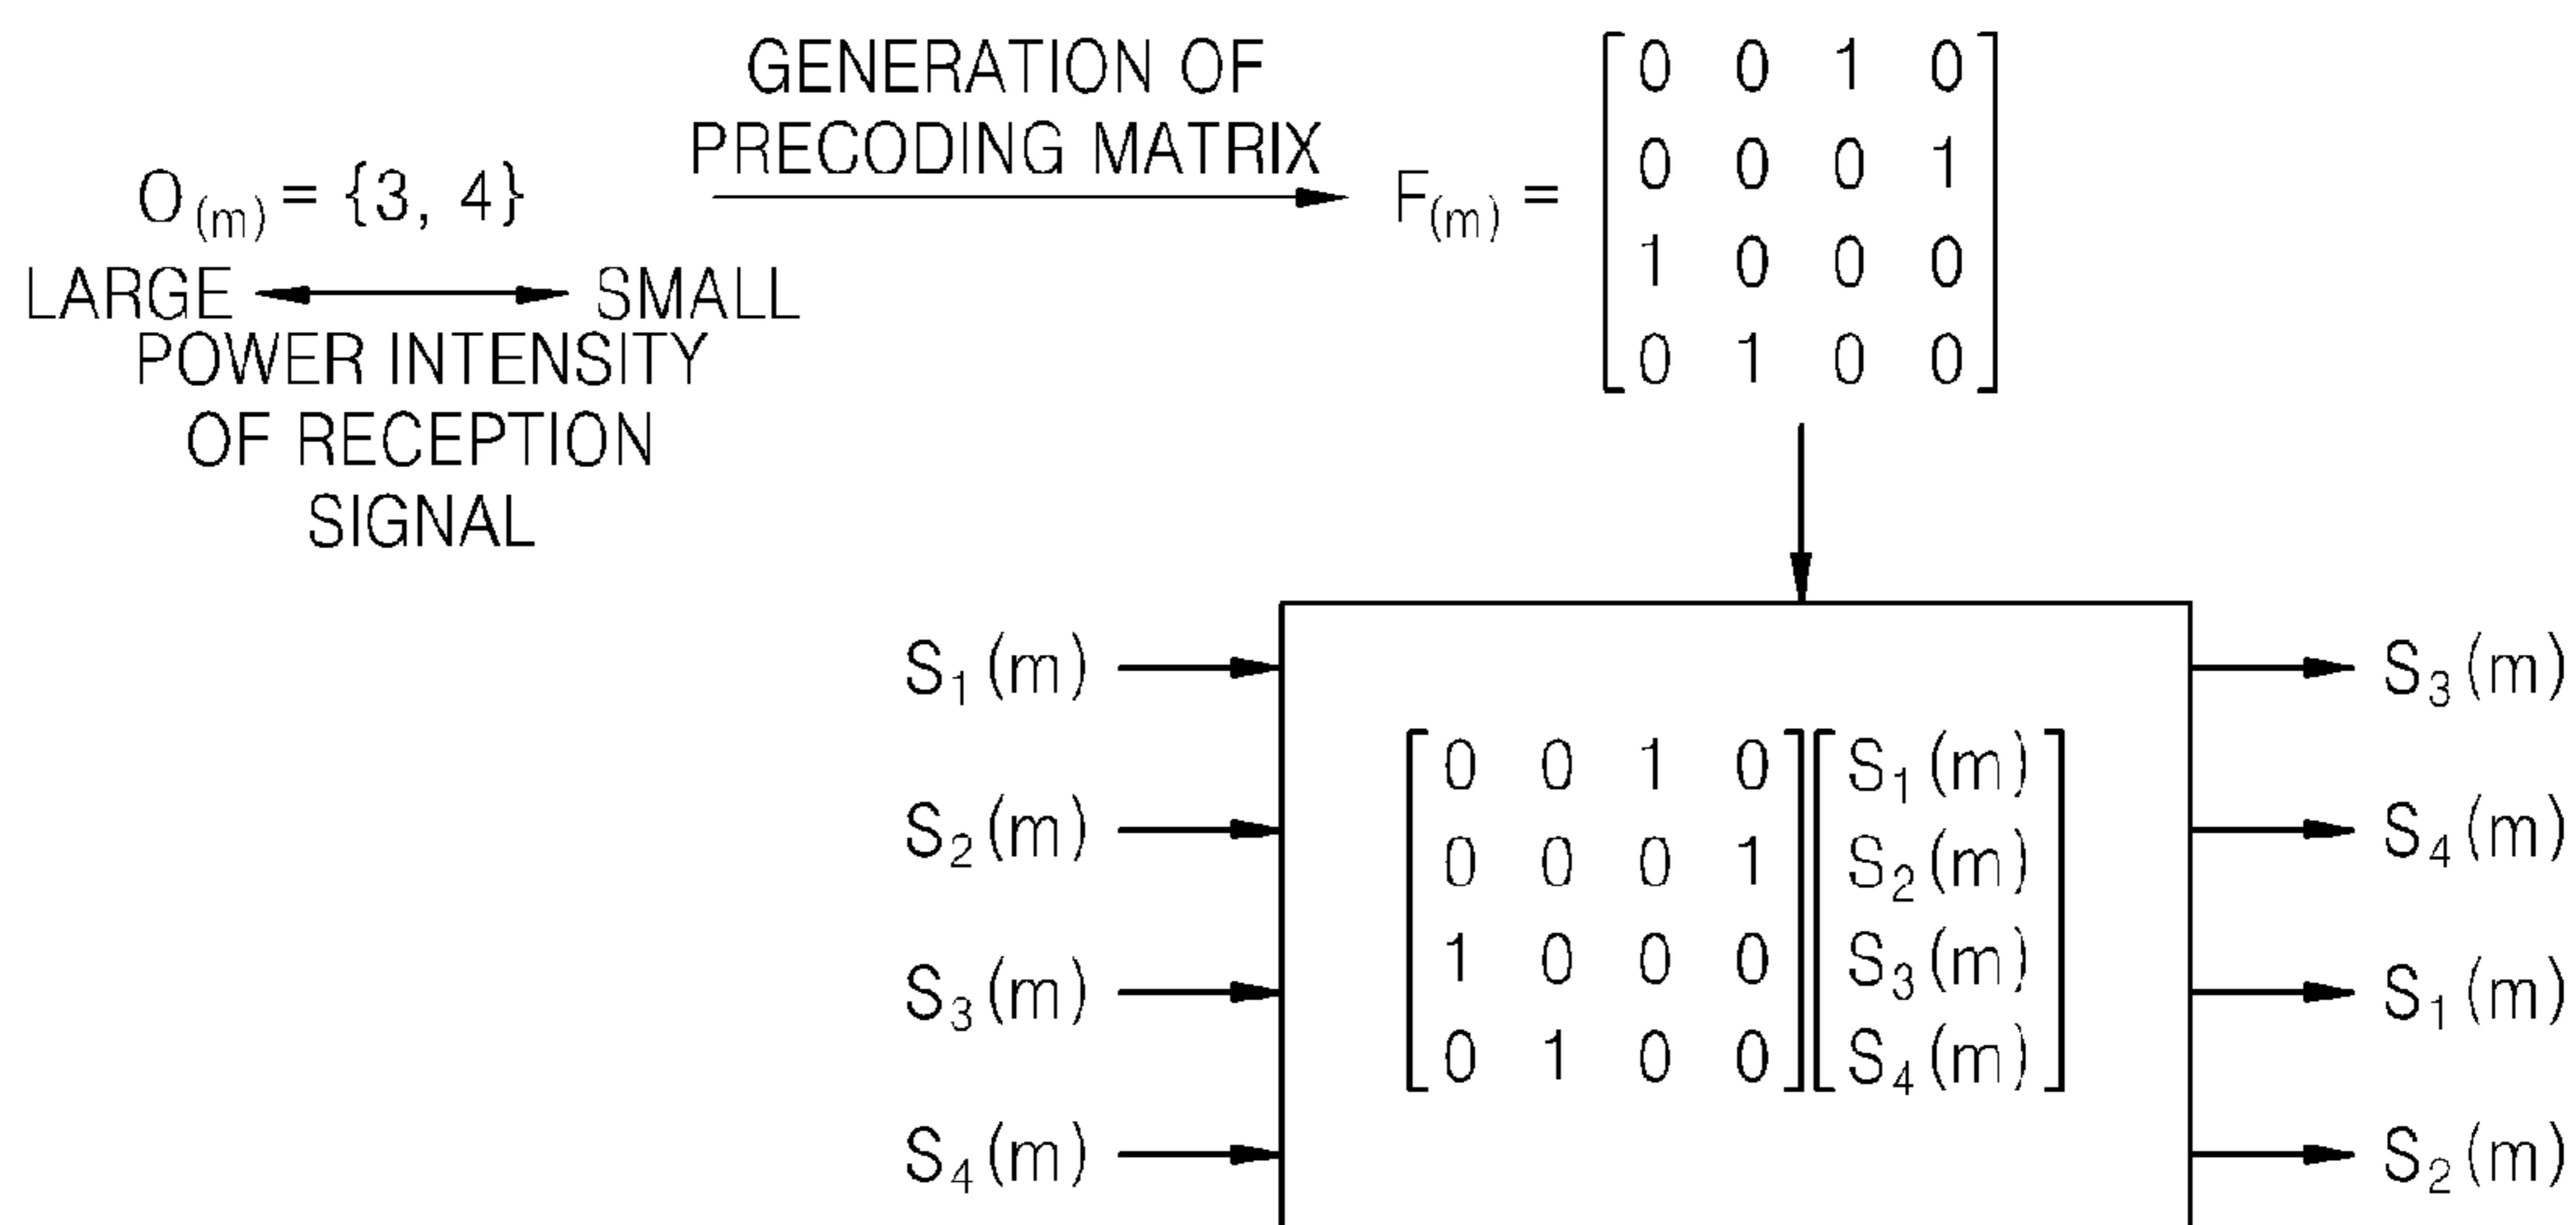 GENERATION OF
PRECODING MATRIX
O(m) = {3, 4}
LARGE SMALL
POWER INTENSITY
OF RECEPTION
SIGNAL
F(m) =
0 0 1 0
0 0 0 1
1 0 0 0
0 1 0 0
S1(m)
S2(m)
S3(m)
S4(m)
0 0 1 0 S1(m)
0 0 0 1 S2(m)
1 0 0 0 S3(m)
0 1 0 0 S4(m)
S3(m)
S4(m)
S1(m)
S2(m)